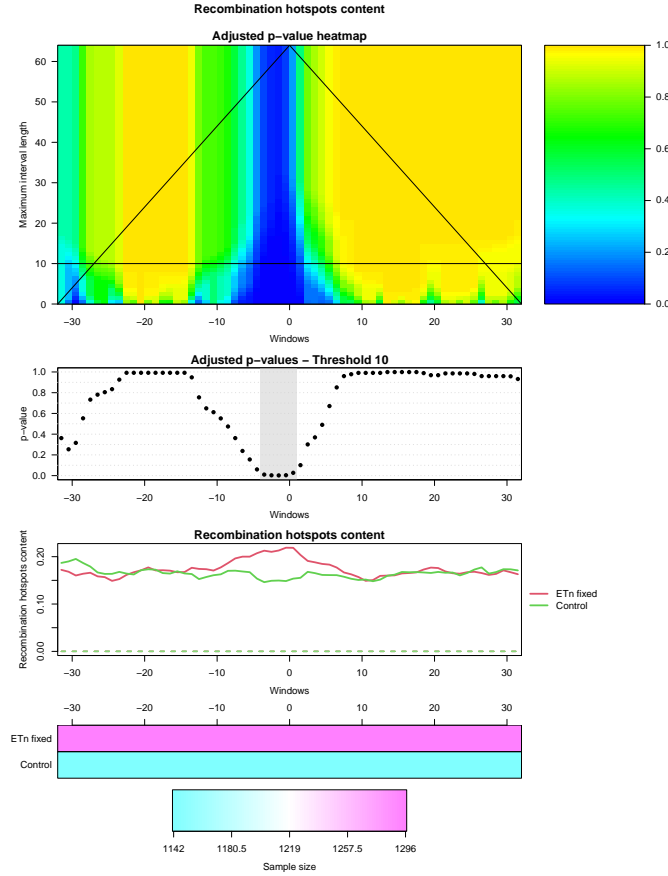 Recombination hotspots content
Adjusted p−value heatmap
Maximum interval length
60
50
40
30
20
10
0
−30 −20 −10 0 10 20 30
Windows
1.0
0.8
0.6
0.4
0.2
0.0
Adjusted p−values − Threshold 10
p−value
1.0
0.8
0.6
0.4
0.2
0.0
−30 −20 −10 0 10 20 30
Windows
Recombination hotspots content
Recombination hotspots content
0.20
0.10
0.00
−30 −20 −10 0 10 20 30
Windows
ETn fixed
Control
−30 −20 −10 0 10 20 30
ETn fixed
Control
1142 1180.5 1219 1257.5 1296
Sample size